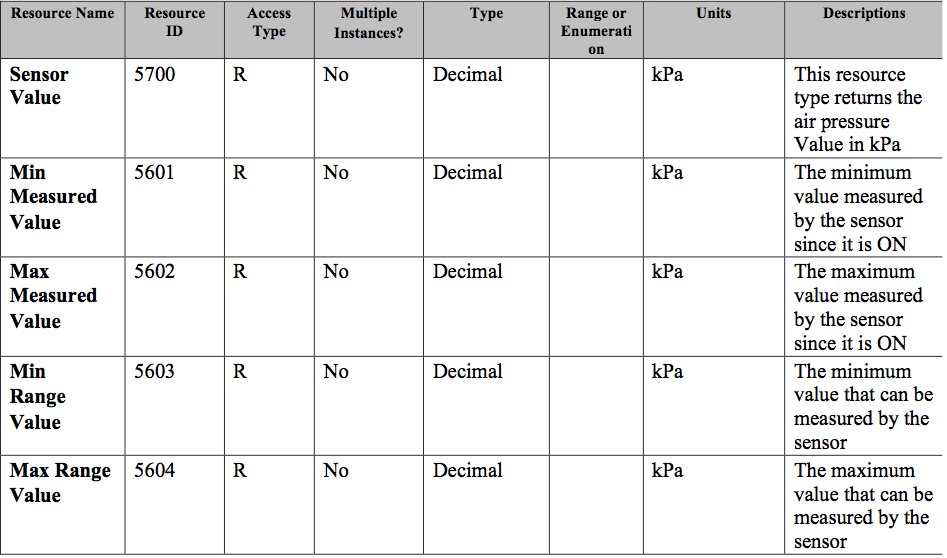 Resource Name Resource ID Access Type Multiple Instances? Type Range or Enumerati on Units Descriptions
Sensor Value 5700 R No Decimal kPa This resource type returns the air pressure Value in kPa
Min Measured Value 5601 R No Decimal kPa The minimum value measured by the sensor since it is ON
Max Measured Value 5602 R No Decimal kPa The maximum value measured by the sensor since it is ON
Min Range Value 5603 R No Decimal kPa The minimum value that can be measured by the sensor
Max Range Value 5604 R No Decimal kPa The maximum value that can be measured by the sensor